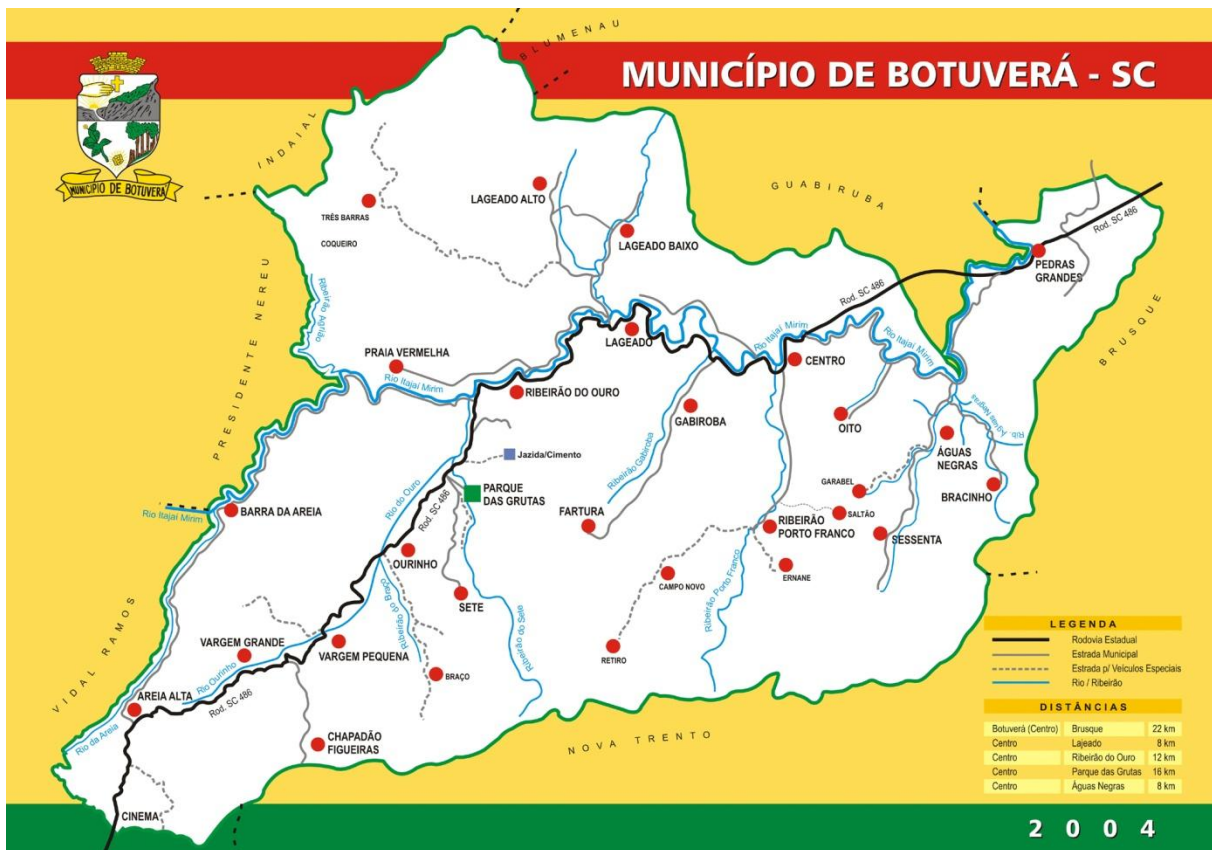 BLUMENAU
MUNICÍPIO DE BOTUVERÁ - SC
MUNICÍPIO DE BOTUVERÁ
INDAIAL
GUABIRUBA
LAGEADO ALTO
TRÊS BARRAS
COQUEIRO
LAGEADO BAIXO
Rod. SC 486
PEDRAS
GRANDES
PRESIDENTE NEREU
Ribeirão Agrião
Rod. SC 486
BRUSQUE
LAGEADO
Rio Itajaí Mirim
Rio Itajaí Mirim
PRAIA VERMELHA
CENTRO
Rio Itajaí Mirim
RIBEIRÃO DO OURO
GABIROBA
OITO
Rib. Águas Negras
ÁGUAS
NEGRAS
Jazida/Cimento
Ribeirão Gabiroba
Rio do Ouro
PARQUE
DAS GRUTAS
GARABEL
BRACINHO
Rio Itajaí Mirim
BARRA DA AREIA
Rod. SC 486
FARTURA
SALTÃO
RIBEIRÃO
PORTO FRANCO
SESSENTA
OURINHO
ERNANE
CAMPO NOVO
Ribeirão Porto Franco
SETE
Ribeirão do Braço
Ribeirão do Sete
VIDAL RAMOS
VARGEM GRANDE
VARGEM PEQUENA
RETIRO
Rio Ourinho
BRAÇO
Rod. SC 486
AREIA ALTA
Rio da Areia
CHAPADÃO
FIGUEIRAS
NOVA TRENTO
CINEMA
LEGENDA
Rodovia Estadual
Estrada Municipal
Estrada p/ Veículos Especiais
Rio / Ribeirão
DISTÂNCIAS
Botuverá (Centro) Brusque 22 km
Centro Lajeado 8 km
Centro Ribeirão do Ouro 12 km
Centro Parque das Grutas 16 km
Centro Águas Negras 8 km
2004